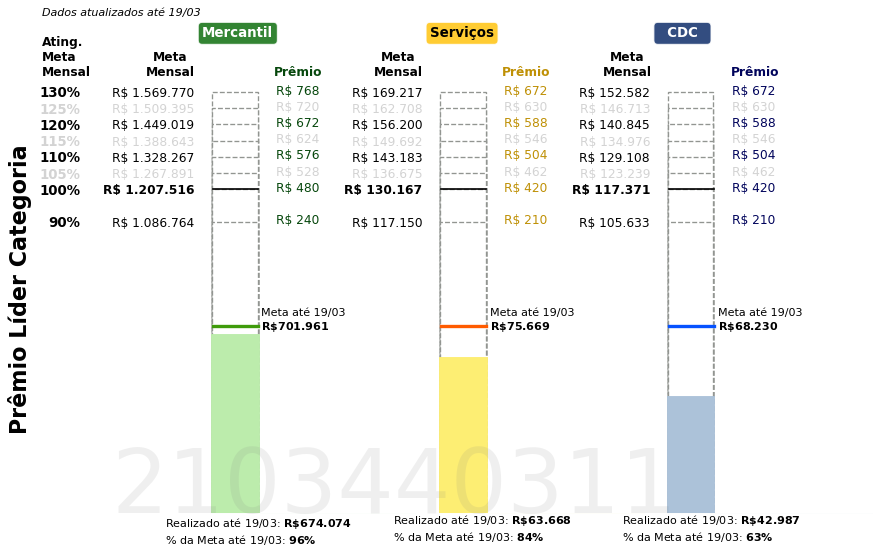 Dados atualizados até 19/03
Mercantil Serviços CDC
Ating.
Meta Meta Meta Meta
Mensal Mensal Prêmio Mensal Prêmio Mensal Prêmio
130% R$ 1.569.770 R$ 768 R$ 169.217 R$ 672 R$ 152.582 R$ 672
125% R$ 1.509.395 R$ 720 R$ 162.708 R$ 630 R$ 146.713 R$ 630
120% R$ 1.449.019 R$ 672 R$ 156.200 R$ 588 R$ 140.845 R$ 588
115% R$ 1.388.643 R$ 624 R$ 149.692 R$ 546 R$ 134.976 R$ 546
110% R$ 1.328.267 R$ 576 R$ 143.183 R$ 504 R$ 129.108 R$ 504
105% R$ 1.267.891 R$ 528 R$ 136.675 R$ 462 R$ 123.239 R$ 462
100% R$ 1.207.516 R$ 480 R$ 130.167 R$ 420 R$ 117.371 R$ 420
90% R$ 1.086.764 R$ 240 R$ 117.150 R$ 210 R$ 105.633 R$ 210
Prêmio Líder Categoria
Meta até 19/03 Meta até 19/03 Meta até 19/03
R$701.961 R$75.669 R$68.230
2103440311
Realizado até 19/03: R$674.074 Realizado até 19/03: R$63.668 Realizado até 19/03: R$42.987
% da Meta até 19/03: 96% % da Meta até 19/03: 84% % da Meta até 19/03: 63%